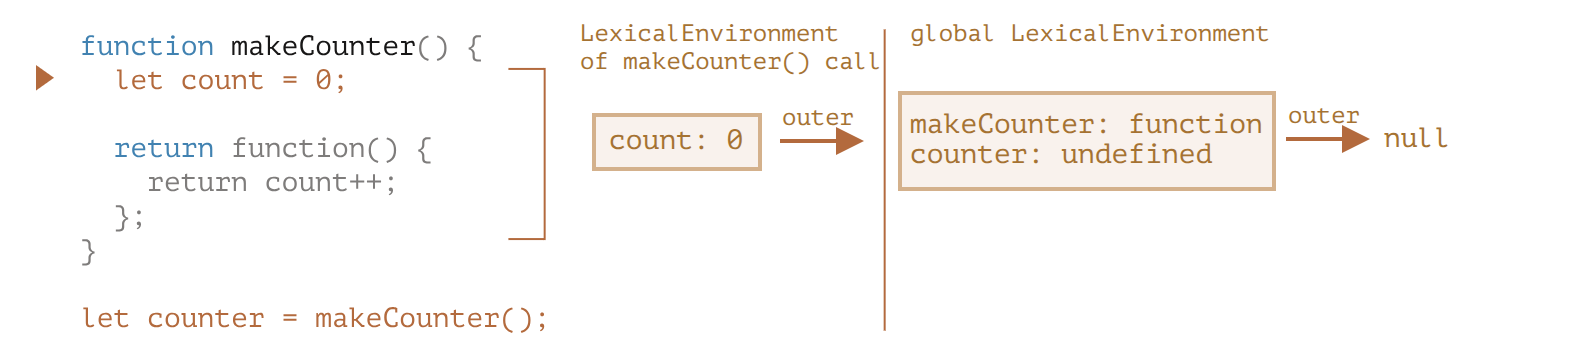 function makeCounter() {
  let count = 0;

  return function() {
    return count++;
  };
}

let counter = makeCounter();
LexicalEnvironment
of makeCounter() call
count: 0
outer
global LexicalEnvironment
makeCounter: function
counter: undefined
outer
null